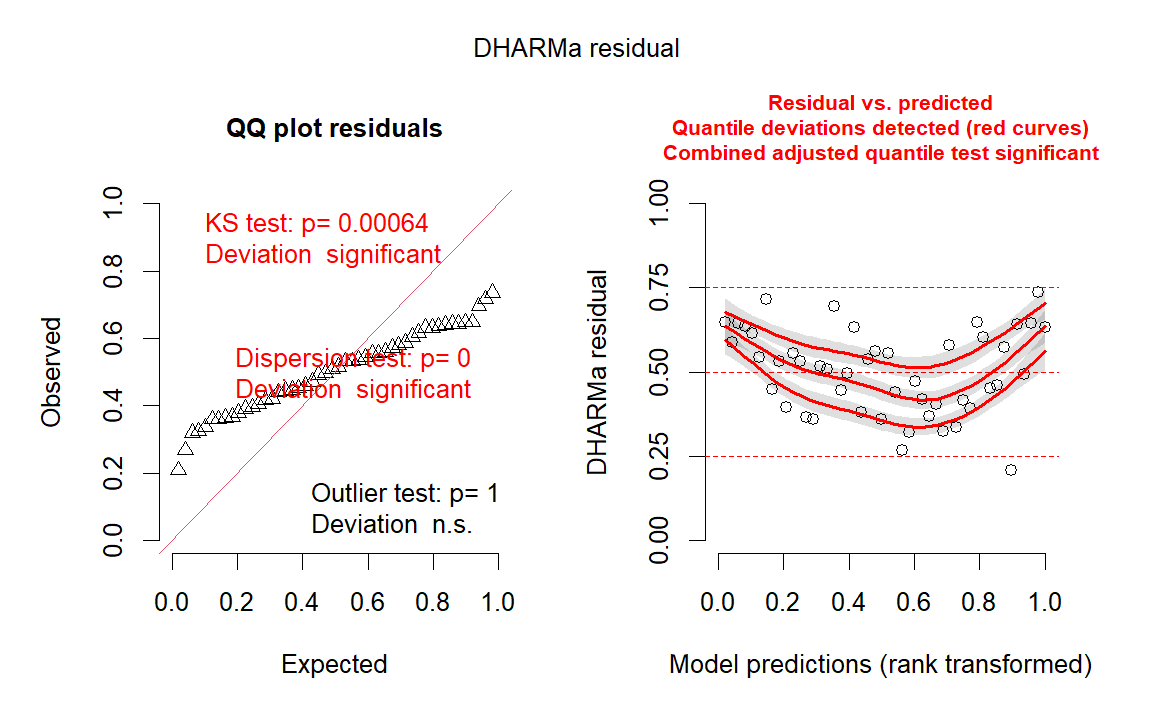 DHARMa residual
QQ plot residuals
KS test: p= 0.00064
Deviation  significant
Dispersion test: p= 0
Deviation  significant
Outlier test: p= 1
Deviation  n.s.
Observed
0.0 0.2 0.4 0.6 0.8 1.0
0.0 0.2 0.4 0.6 0.8 1.0
Expected
Residual vs. predicted
Quantile deviations detected (red curves)
Combined adjusted quantile test significant
DHARMa residual
0.00 0.25 0.50 0.75 1.00
0.0 0.2 0.4 0.6 0.8 1.0
Model predictions (rank transformed)